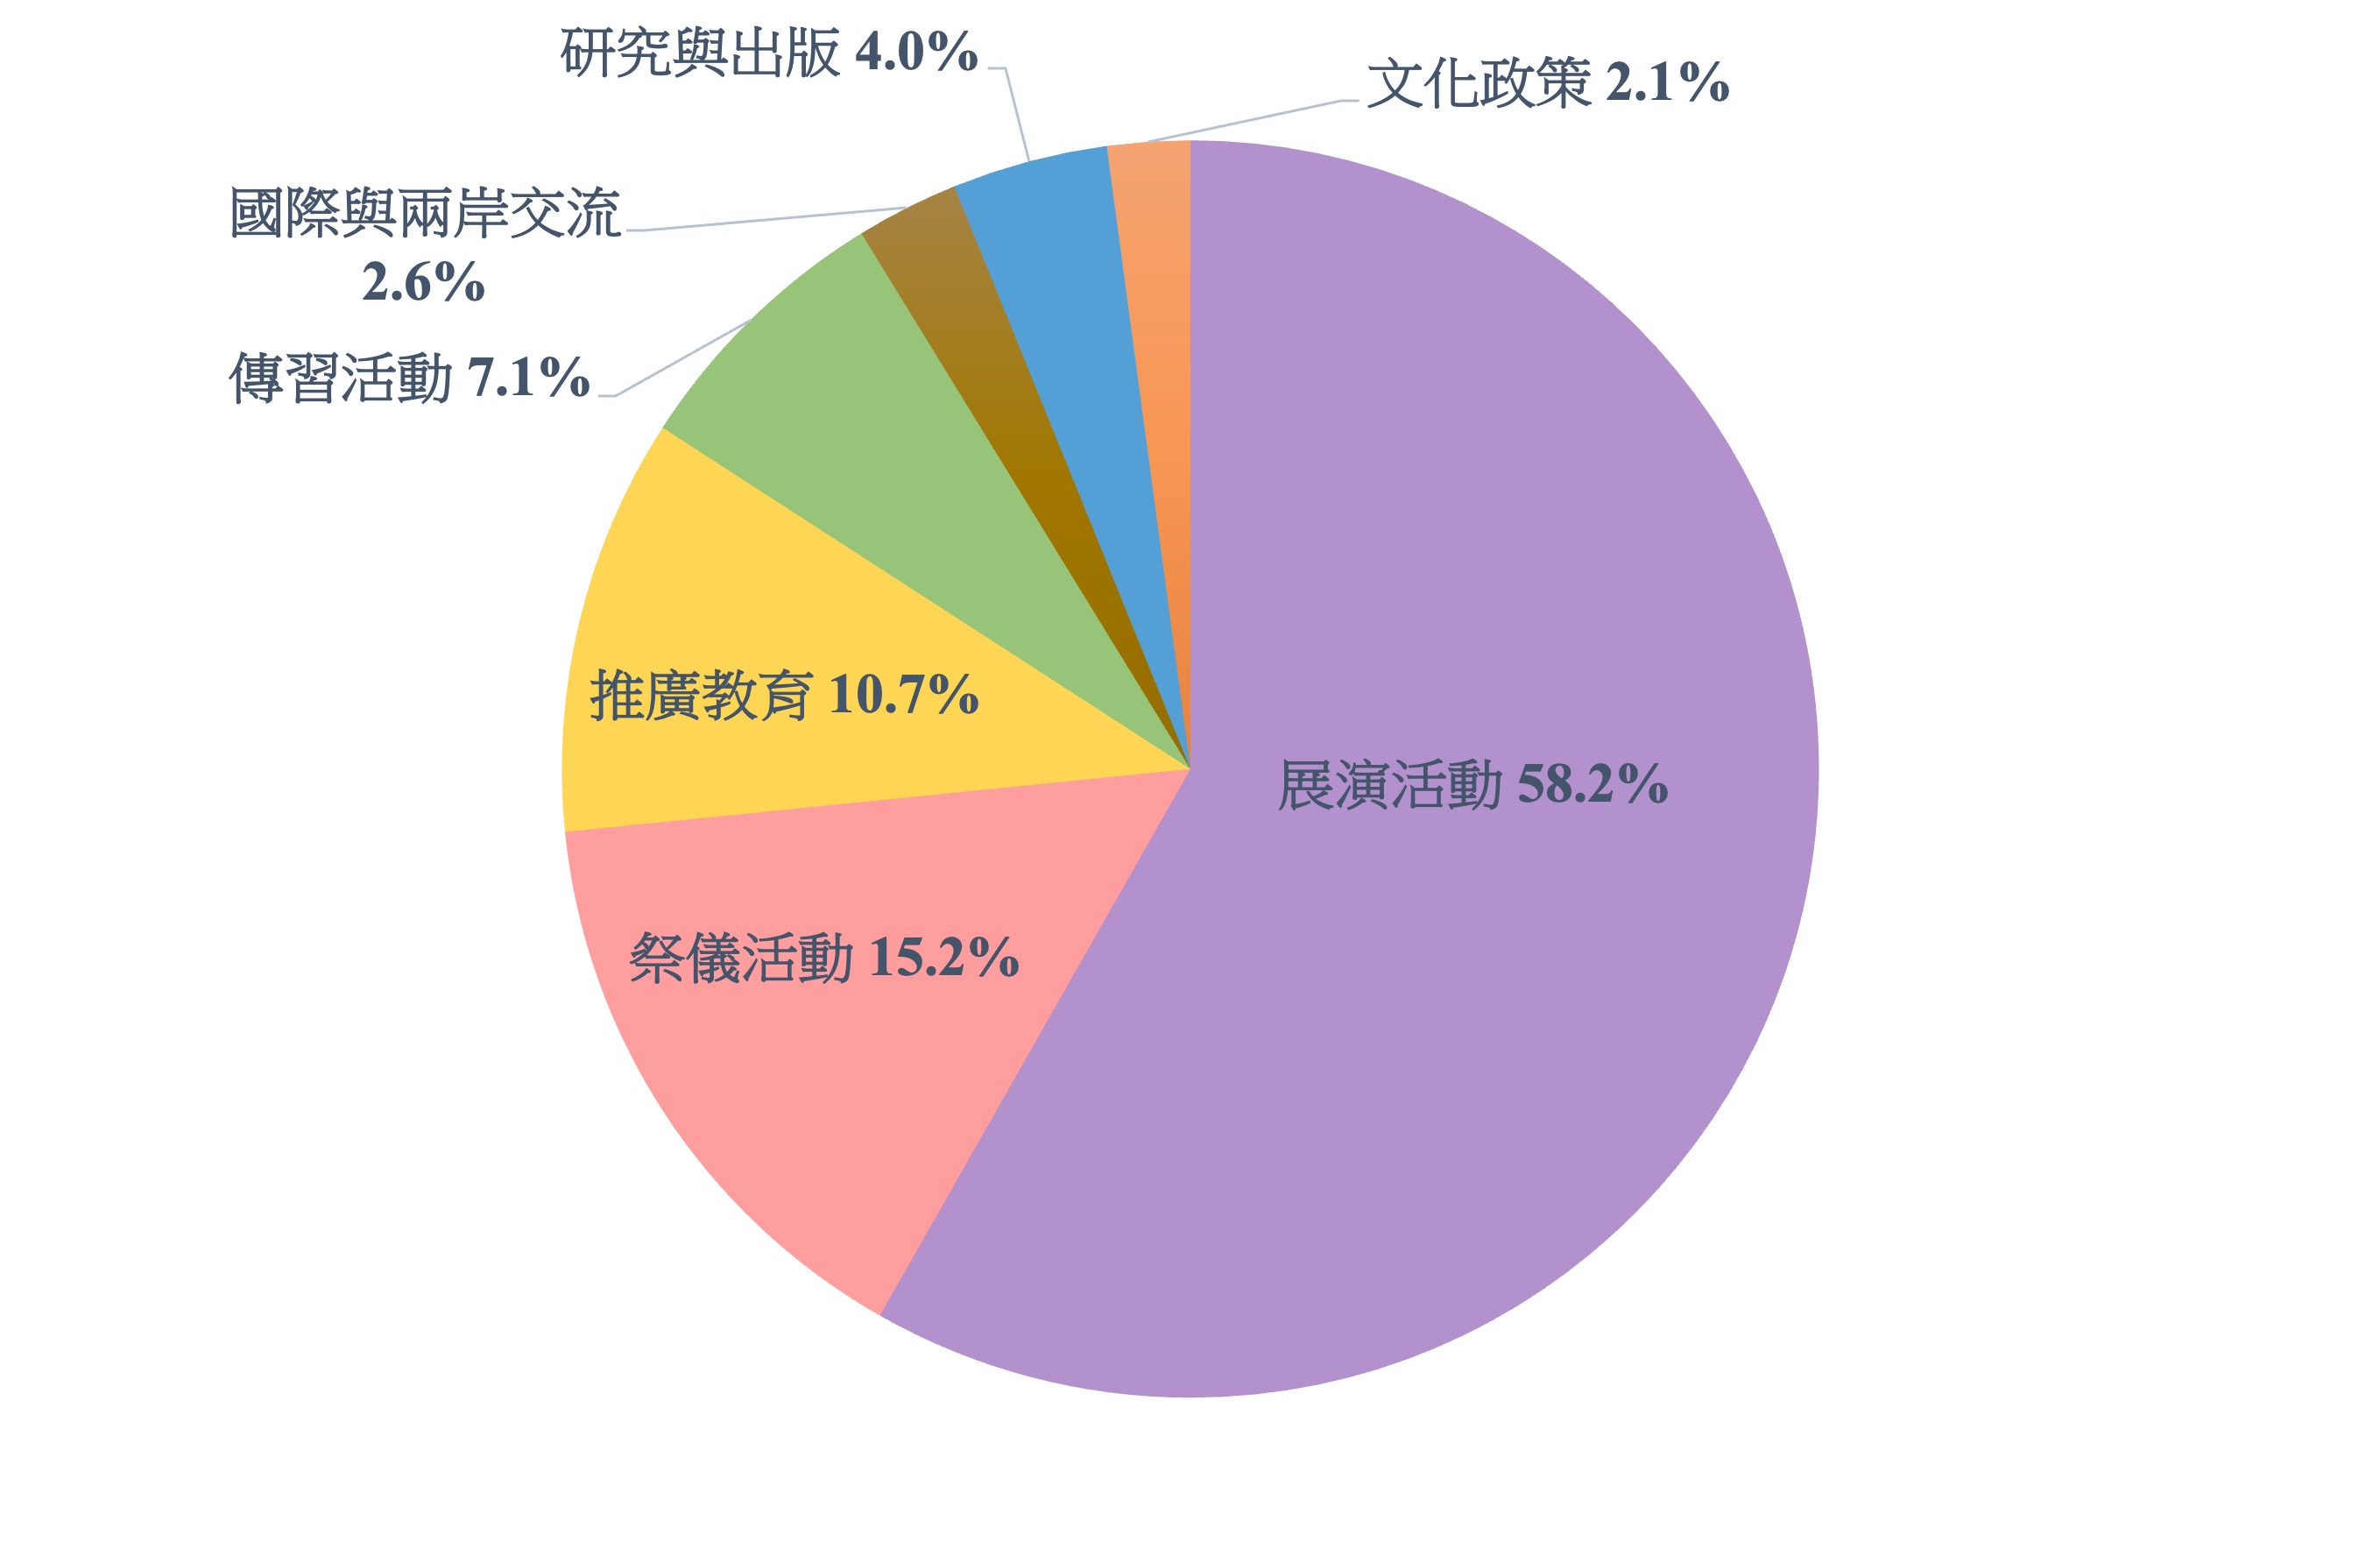 研究與出版 4.0%
文化政策 2.1%
國際與兩岸交流
2.6%
傳習活動 7.1%
推廣教育 10.7%
展演活動 58.2%
祭儀活動 15.2%